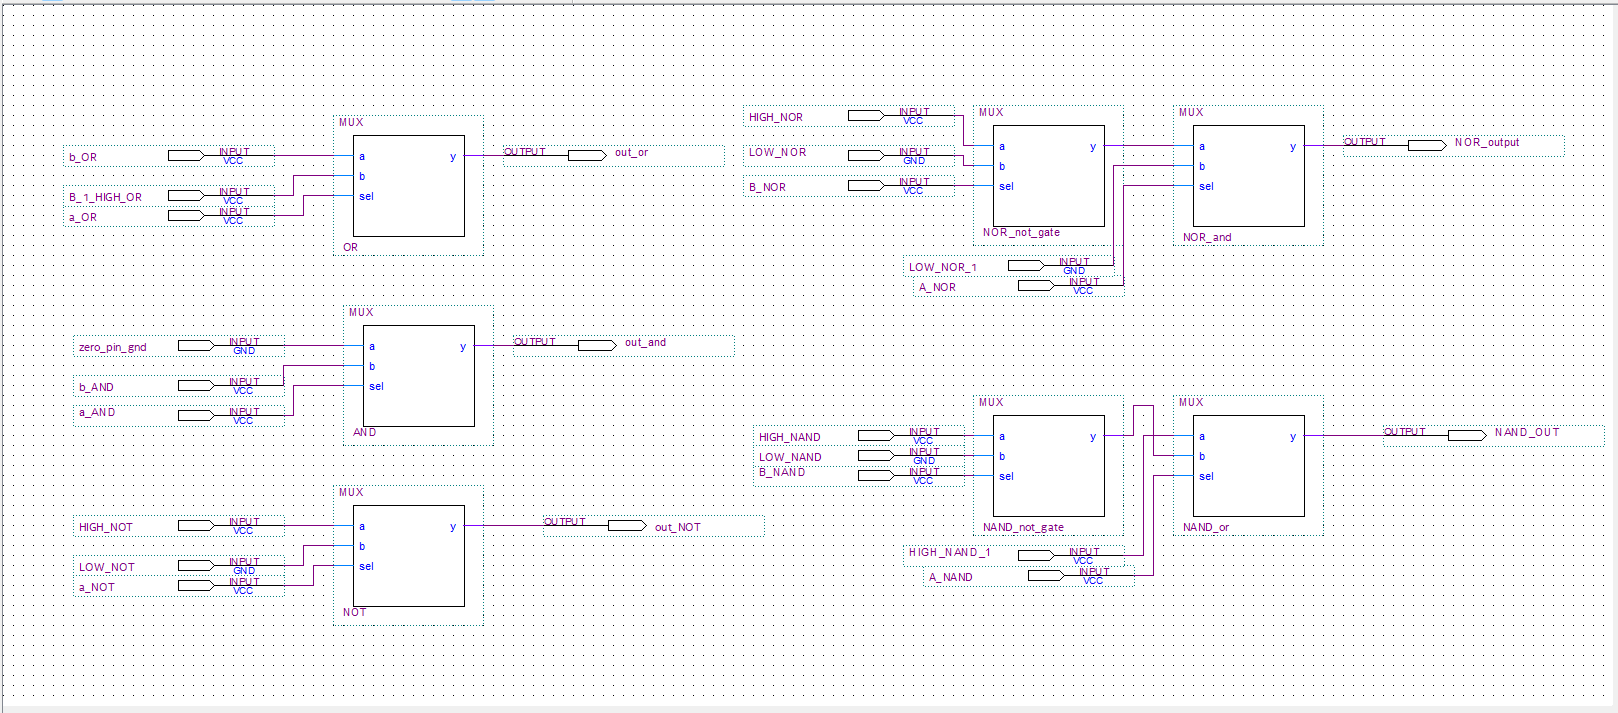 MUX
b_OR INPUT VCC a y OUTPUT out_or
b
B_1_HIGH_OR INPUT VCC sel
a_OR INPUT VCC
OR
MUX
zero_pin_gnd INPUT GND a y OUTPUT out_and
b
b_AND INPUT VCC sel
a_AND INPUT VCC
AND
MUX
HIGH_NOT INPUT VCC a y OUTPUT out_NOT
b
LOW_NOT INPUT GND sel
a_NOT INPUT VCC
NOT
MUX MUX
HIGH_NOR INPUT VCC
a y a y OUTPUT NOR_output
LOW_NOR INPUT GND b b
B_NOR INPUT VCC sel sel
NOR_not_gate NOR_and
LOW_NOR_1 INPUT GND
A_NOR INPUT VCC
MUX MUX
HIGH_NAND INPUT VCC a y a y OUTPUT NAND_OUT
LOW_NAND INPUT GND b b
B_NAND INPUT VCC sel sel
NAND_not_gate NAND_or
HIGH_NAND_1 INPUT VCC
A_NAND INPUT VCC